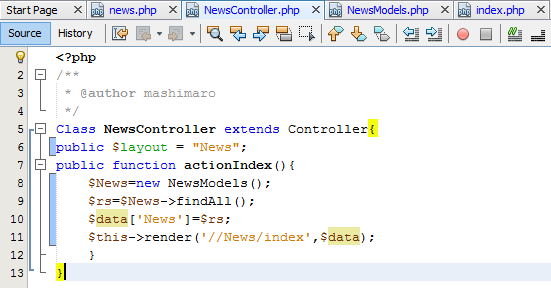 Start Page news.php NewsController.php NewsModels.php index.php
Source History
1 <?php
2 /**
3  * @author mashimaro
4  */
5 Class NewsController extends Controller{
6 public $layout = "News";
7 public function actionIndex(){
8     $News=new NewsModels();
9     $rs=$News->findAll();
10     $data['News']=$rs;
11     $this->render('//News/index',$data);
12     }
13 }